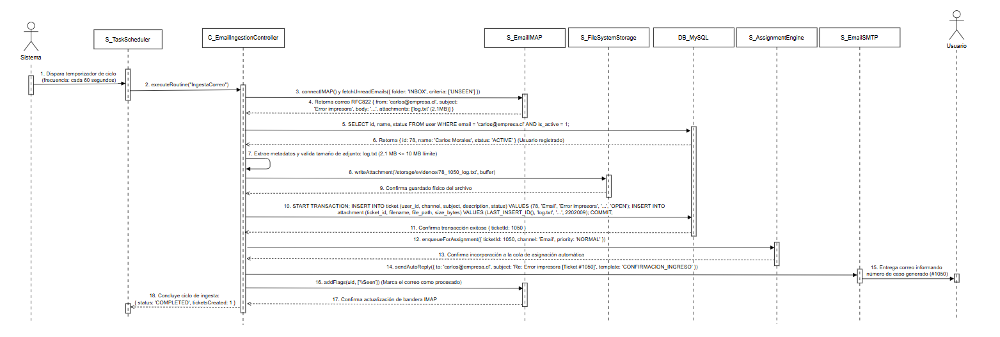 Sistema
S_TaskScheduler
C_EmailIngestionController
S_EmailIMAP
S_FileSystemStorage
DB_MySQL
S_AssignmentEngine
S_EmailSMTP
Usuario
1. Dispara temporizador de ciclo
(frecuencia: cada 60 segundos)
2. executeRoutine("IngestaCorreo")
3. connectIMAP() y fetchUnreadEmails({ folder: 'INBOX', criteria: ['UNSEEN'] })
4. Retorna correo RFC822 { from: 'carlos@empresa.cl', subject:
'Error impresora', body: '...', attachments: ['log.txt' (2.1MB)] }
5. SELECT id, name, status FROM user WHERE email = 'carlos@empresa.cl' AND is_active = 1;
6. Retorna { id: 78, name: 'Carlos Morales', status: 'ACTIVE' } (Usuario registrado)
7. Extrae metadatos y valida tamaño de adjunto: log.txt (2.1 MB <= 10 MB límite)
8. writeAttachment('/storage/evidence/78_1050_log.txt', buffer)
9. Confirma guardado físico del archivo
10. START TRANSACTION; INSERT INTO ticket (user_id, channel, subject, description, status) VALUES (78, 'Email', 'Error impresora', '...', 'OPEN'); INSERT INTO
attachment (ticket_id, filename, file_path, size_bytes) VALUES (LAST_INSERT_ID(), 'log.txt', '...', 2202009); COMMIT;
11. Confirma transacción exitosa { ticketId: 1050 }
12. enqueueForAssignment({ ticketId: 1050, channel: 'Email', priority: 'NORMAL' })
13. Confirma incorporación a la cola de asignación automática
14. sendAutoReply({ to: 'carlos@empresa.cl', subject: 'Re: Error impresora [Ticket #1050]', template: 'CONFIRMACION_INGRESO' })
15. Entrega correo informando
número de caso generado (#1050)
16. addFlags(uid, ['\\Seen']) (Marca el correo como procesado)
17. Confirma actualización de bandera IMAP
18. Concluye ciclo de ingesta:
{ status: 'COMPLETED', ticketsCreated: 1 }